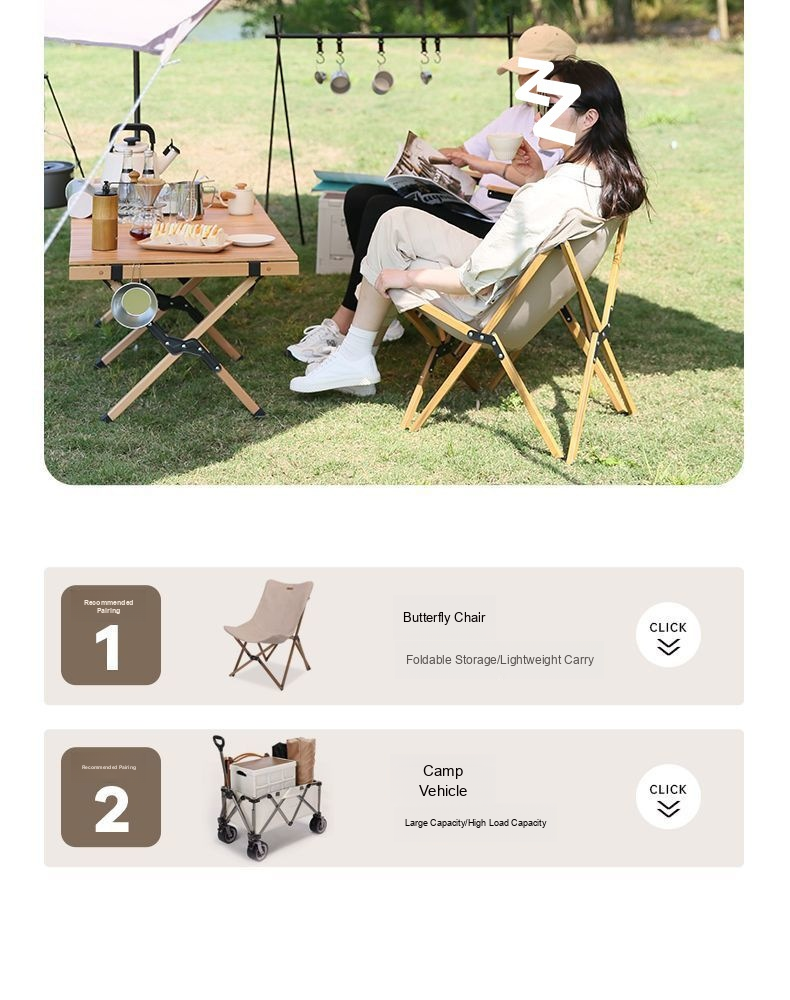 ZZ
Recommended
Pairing
1
Butterfly Chair
Foldable Storage/Lightweight Carry
CLICK
Recommended Pairing
2
Camp
Vehicle
Large Capacity/High Load Capacity
CLICK